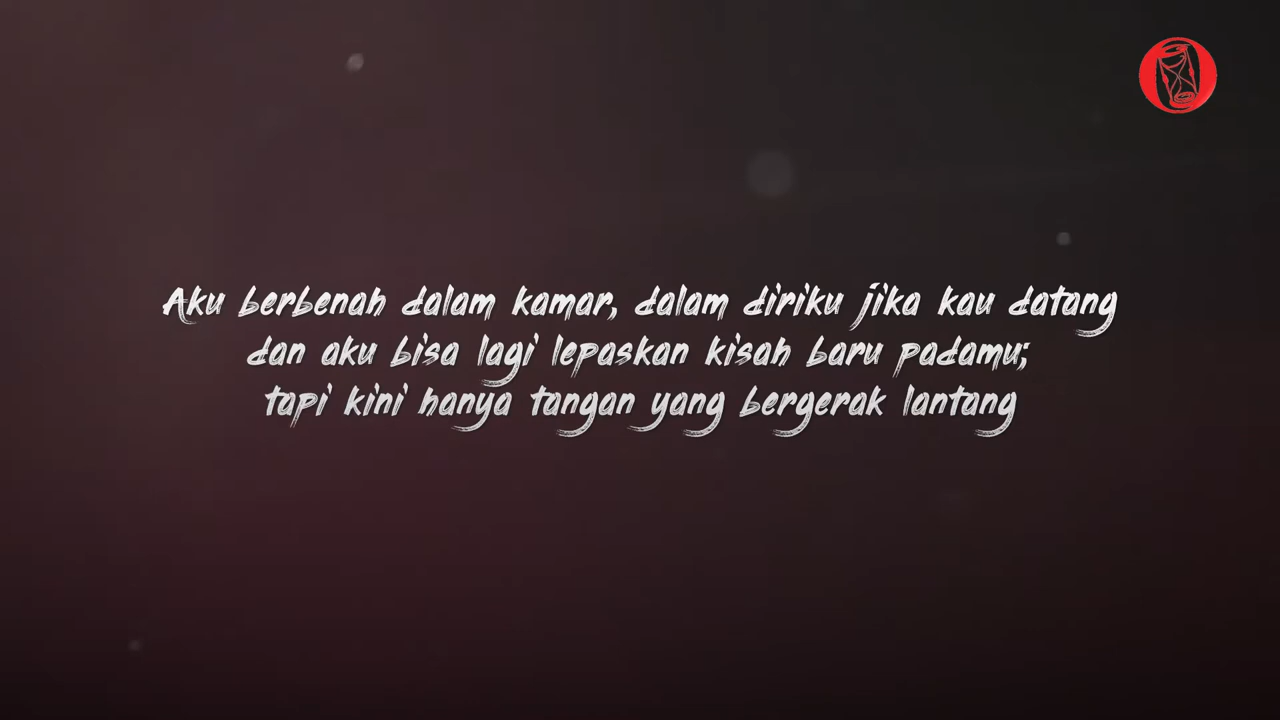 Aku berbenah dalam kamar, dalam diriku jika kau datang
dan aku bisa lagi lepaskan kisah baru padamu;
tapi kini hanya tangan yang bergerak lantang